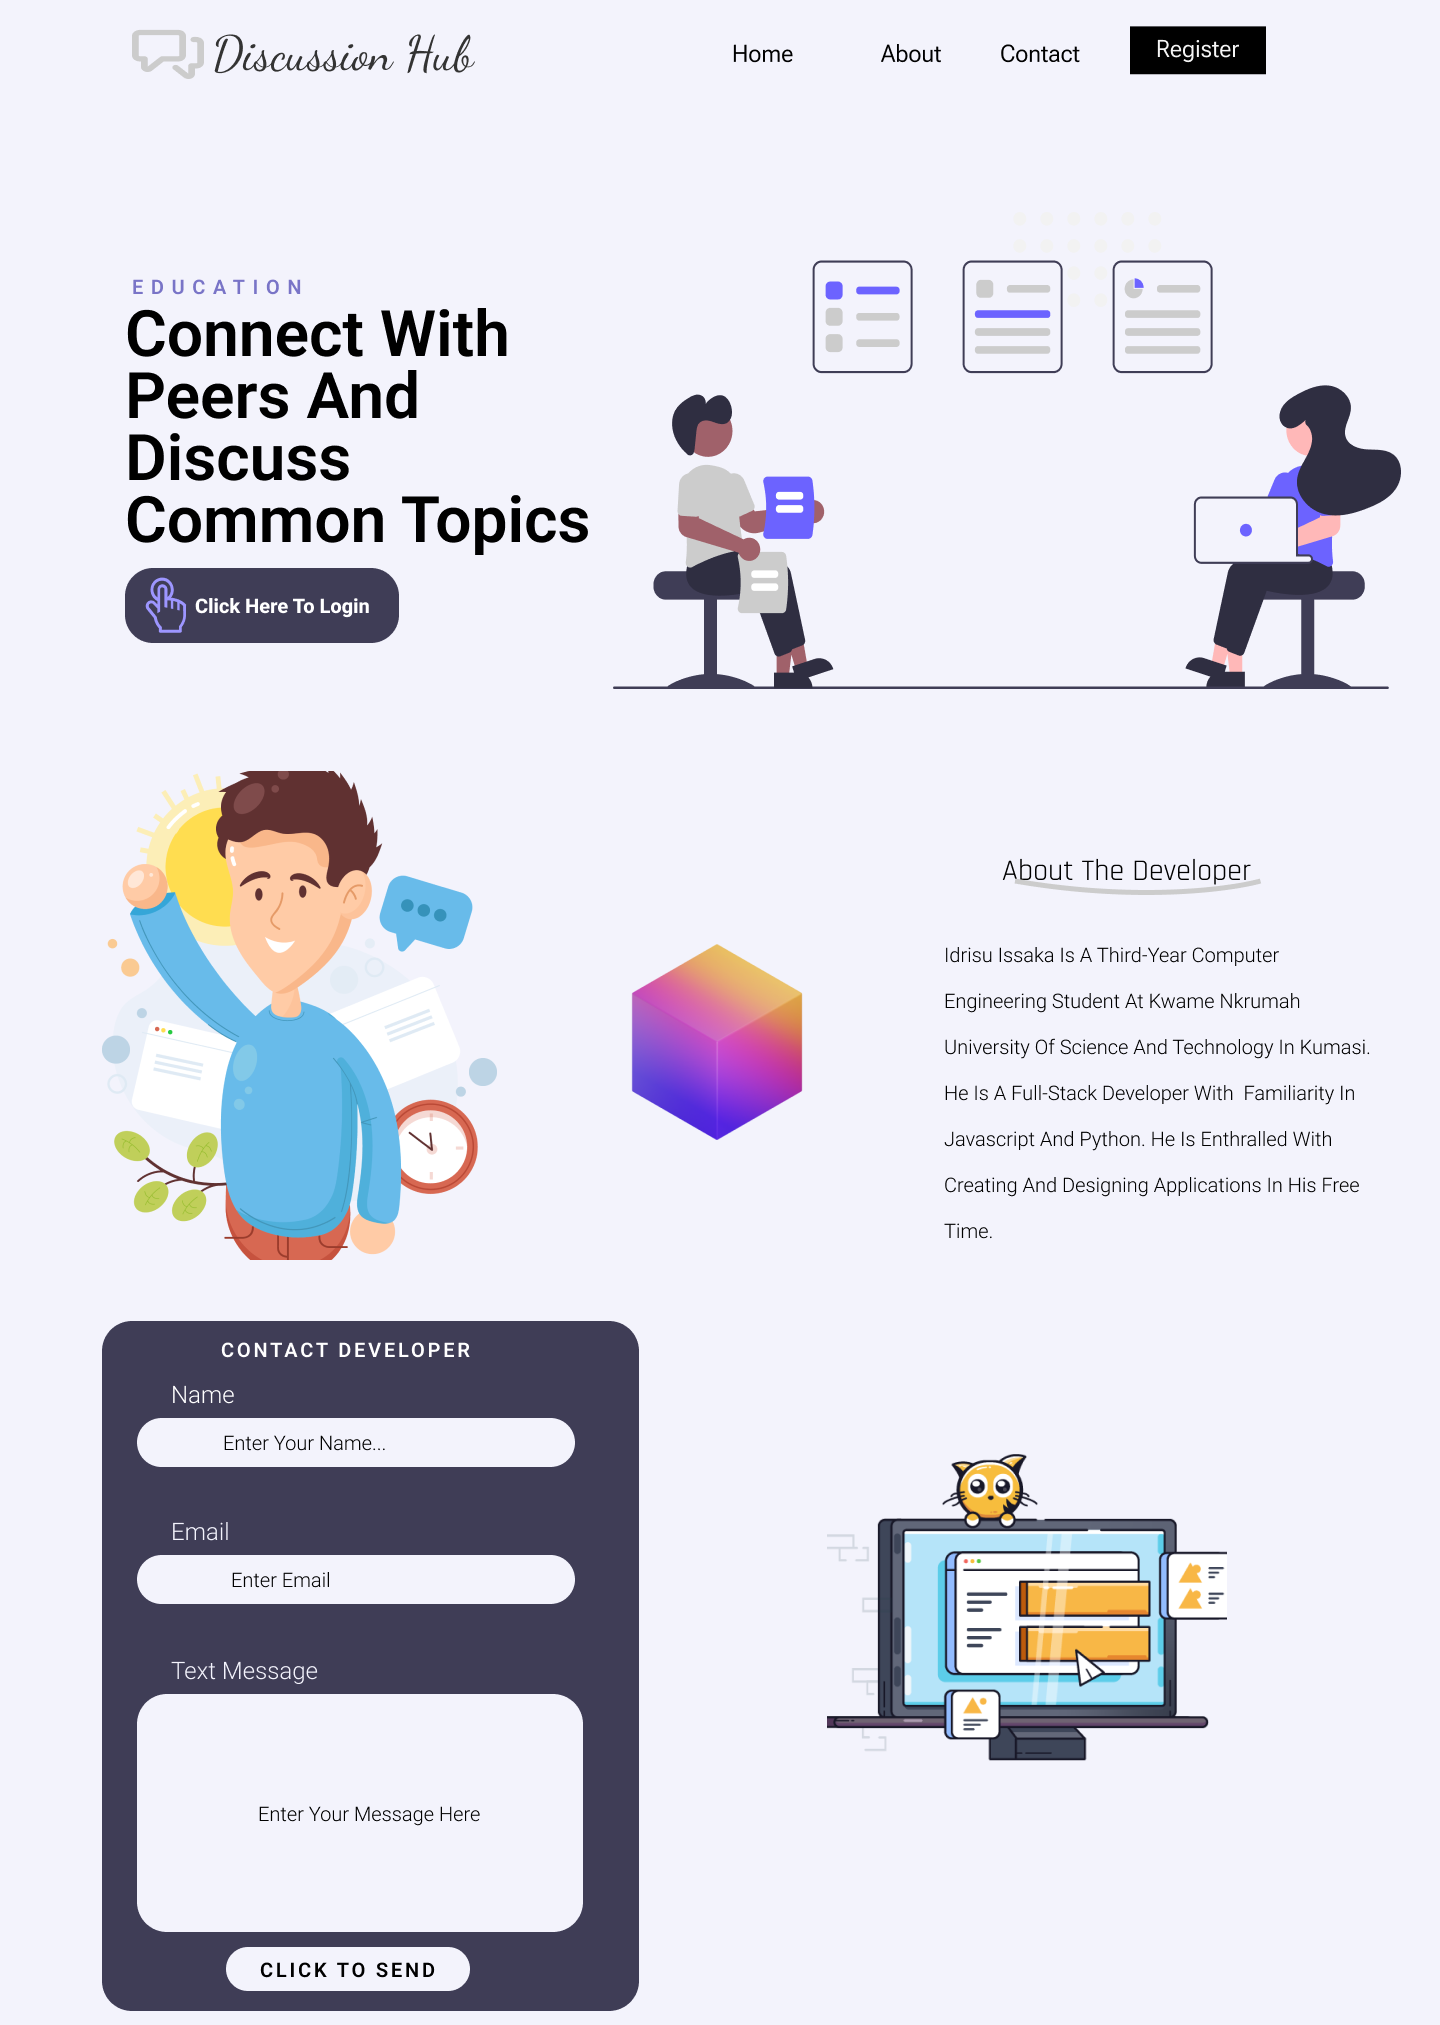 Discussion Hub
Home
About
Contact
Register
EDUCATION
Connect With
Peers And
Discuss
Common Topics
Click Here To Login
About The Developer
Idrisu Issaka Is A Third-Year Computer
Engineering Student At Kwame Nkrumah
University Of Science And Technology In Kumasi.
He Is A Full-Stack Developer With  Familiarity In
Javascript And Python. He Is Enthralled With
Creating And Designing Applications In His Free
Time.
CONTACT DEVELOPER
Name
Enter Your Name...
Email
Enter Email
Text Message
Enter Your Message Here
CLICK TO SEND